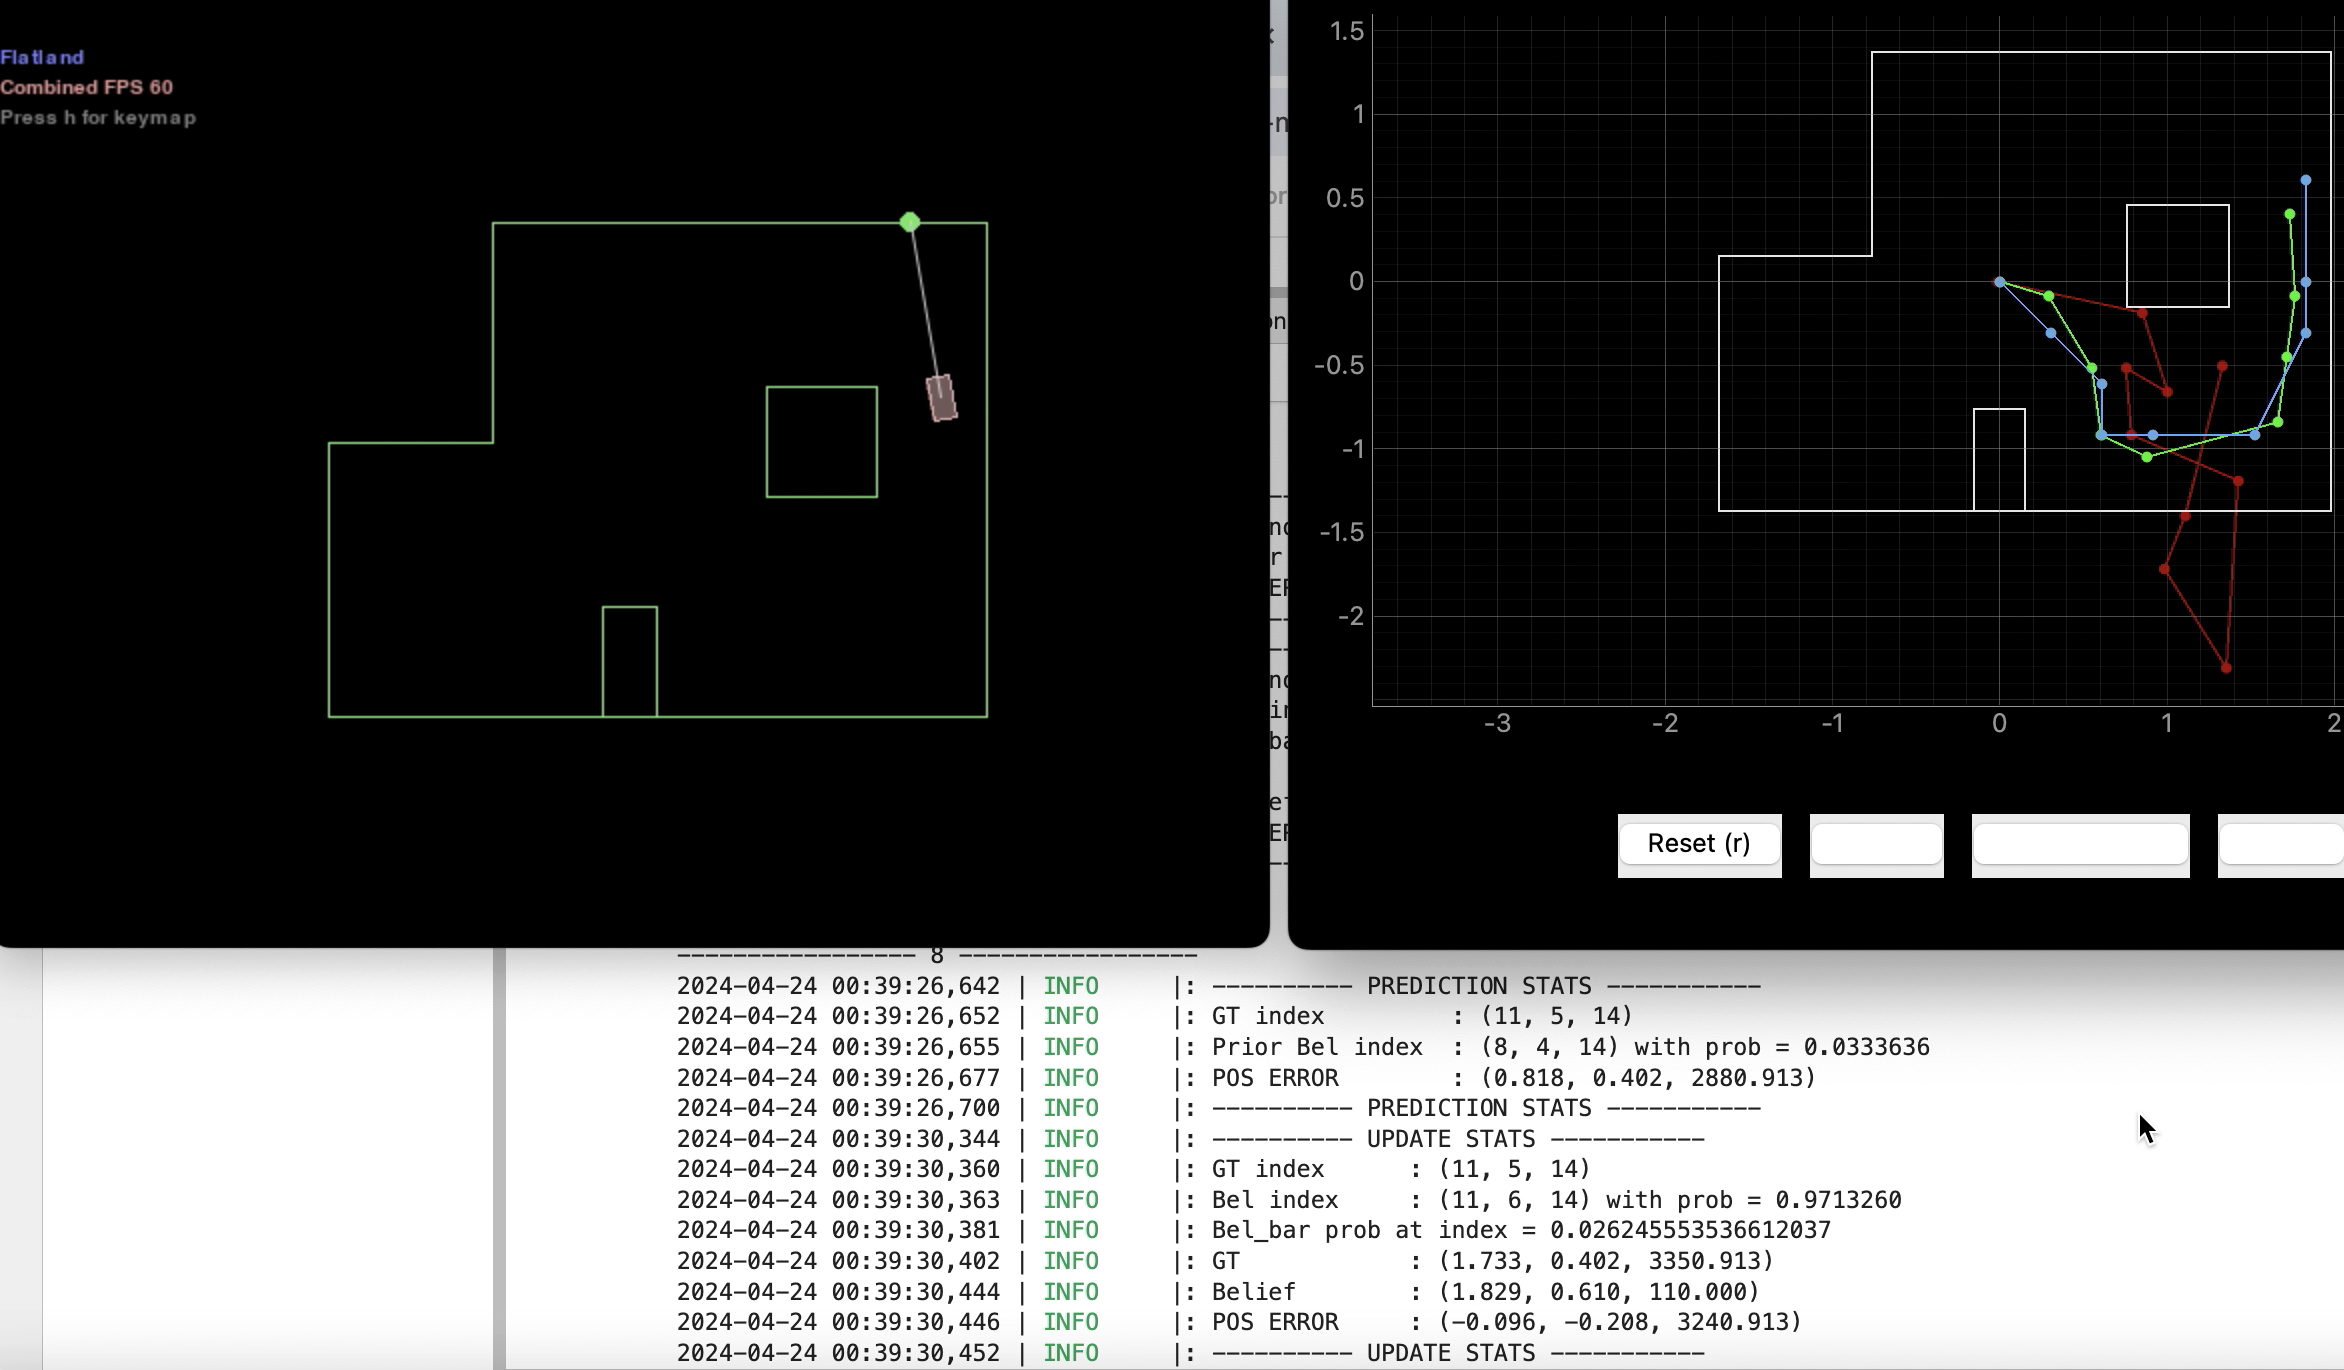 Flatland
Combined FPS 60
Press h for keymap
1.5
1
0.5
0
-0.5
-1
-1.5
-2
-3
-2
-1
0
1
2
Reset (r)
----------------- 8 -----------------
2024-04-24 00:39:26,642 | INFO     |: ---------- PREDICTION STATS -----------
2024-04-24 00:39:26,652 | INFO     |: GT index         : (11, 5, 14)
2024-04-24 00:39:26,655 | INFO     |: Prior Bel index  : (8, 4, 14) with prob = 0.0333636
2024-04-24 00:39:26,677 | INFO     |: POS ERROR        : (0.818, 0.402, 2880.913)
2024-04-24 00:39:26,700 | INFO     |: ---------- PREDICTION STATS -----------
2024-04-24 00:39:30,344 | INFO     |: ---------- UPDATE STATS -----------
2024-04-24 00:39:30,360 | INFO     |: GT index      : (11, 5, 14)
2024-04-24 00:39:30,363 | INFO     |: Bel index     : (11, 6, 14) with prob = 0.9713260
2024-04-24 00:39:30,381 | INFO     |: Bel_bar prob at index = 0.026245553536612037
2024-04-24 00:39:30,402 | INFO     |: GT            : (1.733, 0.402, 3350.913)
2024-04-24 00:39:30,444 | INFO     |: Belief        : (1.829, 0.610, 110.000)
2024-04-24 00:39:30,446 | INFO     |: POS ERROR     : (-0.096, -0.208, 3240.913)
2024-04-24 00:39:30,452 | INFO     |: ---------- UPDATE STATS -----------